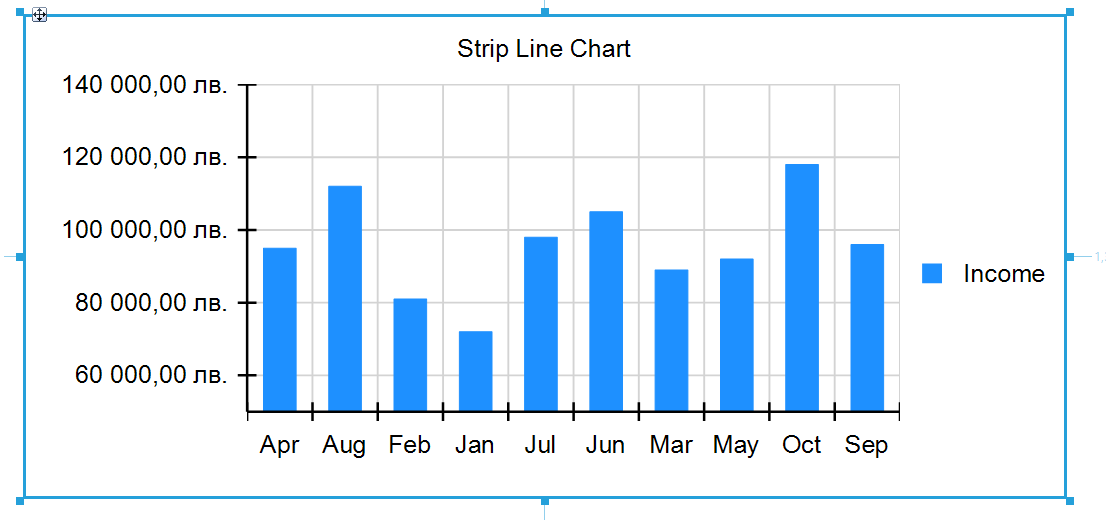 Strip Line Chart
140 000,00 лв.
120 000,00 лв.
100 000,00 лв.
80 000,00 лв.
60 000,00 лв.
Apr Aug Feb Jan Jul Jun Mar May Oct Sep
Income